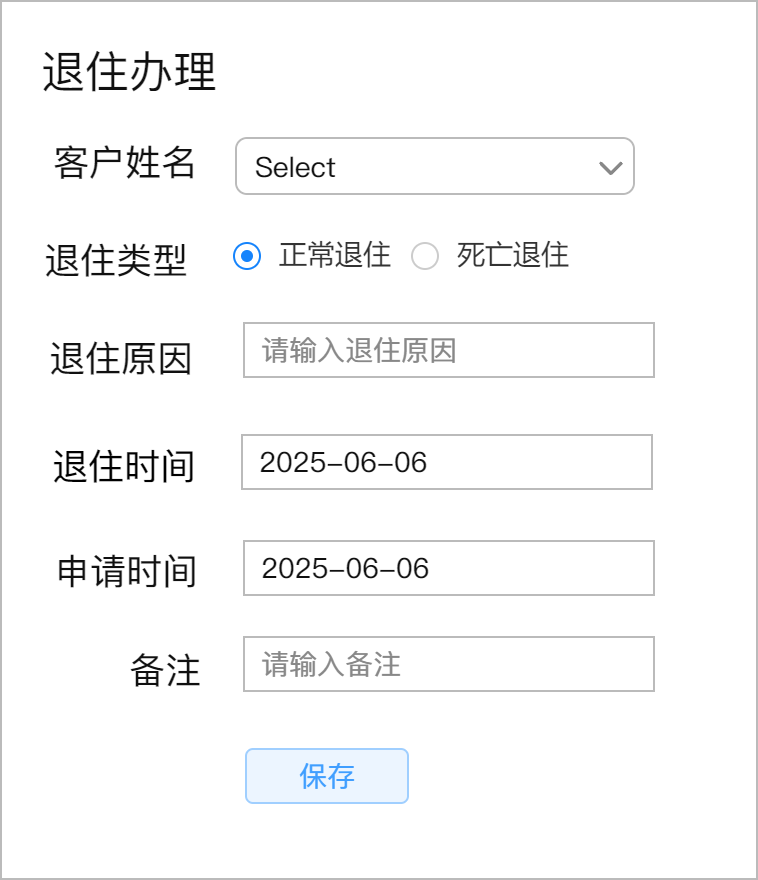 退住办理
客户姓名 Select
退住类型 正常退住 死亡退住
退住原因 请输入退住原因
退住时间 2025-06-06
申请时间 2025-06-06
备注 请输入备注
保存